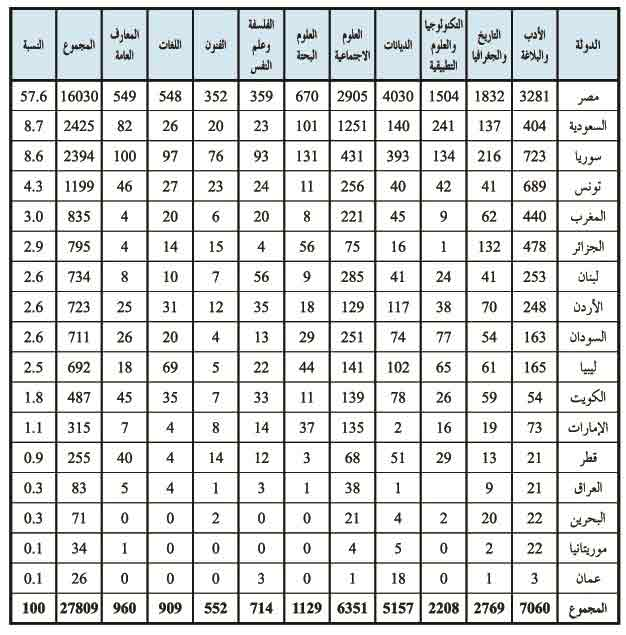 الدولة الأدب والبلاغة التاريخ والجغرافيا التكنولوجيا والعلوم التطبيقية الديانات العلوم الاجتماعية العلوم البحتة الفلسفة وعلم النفس الفنون اللغات المعارف العامة المجموع النسبة
مصر 3281 1832 1504 4030 2905 670 359 352 548 549 16030 57.6
السعودية 404 137 241 140 1251 101 23 20 26 82 2425 8.7
سوريا 723 216 134 393 431 131 93 76 97 100 2394 8.6
تونس 689 41 42 40 256 11 24 23 27 46 1199 4.3
المغرب 440 62 9 45 221 8 20 6 20 4 835 3.0
الجزائر 478 132 1 16 75 56 4 15 14 4 795 2.9
لبنان 253 41 24 41 285 9 56 7 10 8 734 2.6
الأردن 248 70 38 117 129 18 35 12 31 25 723 2.6
السودان 163 54 77 74 251 29 13 4 20 26 711 2.6
ليبيا 165 61 65 102 141 44 22 5 69 18 692 2.5
الكويت 54 59 26 78 139 11 33 7 35 45 487 1.8
الإمارات 73 19 16 2 135 37 14 8 4 7 315 1.1
قطر 21 13 29 51 68 3 12 14 4 40 255 0.9
العراق 21 9 1 38 1 3 1 4 5 83 0.3
البحرين 22 20 2 4 21 0 0 2 0 0 71 0.3
موريتانيا 22 2 0 5 4 0 0 0 0 1 34 0.1
عمان 3 1 0 18 1 0 3 0 0 0 26 0.1
المجموع 7060 2769 2208 5157 6351 1129 714 552 909 960 27809 100